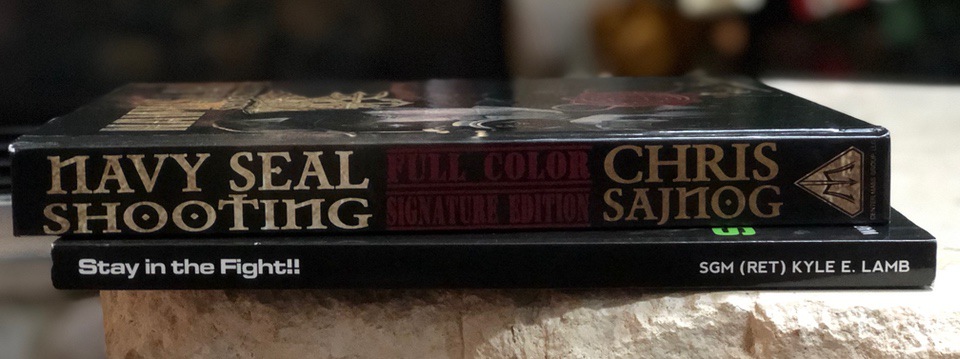 NAVY SEAL
SHOOTING
FULL COLOR
SIGNATURE EDITION
CHRIS
SAJNOG
Stay in the Fight!!
SGM (RET) KYLE E. LAMB